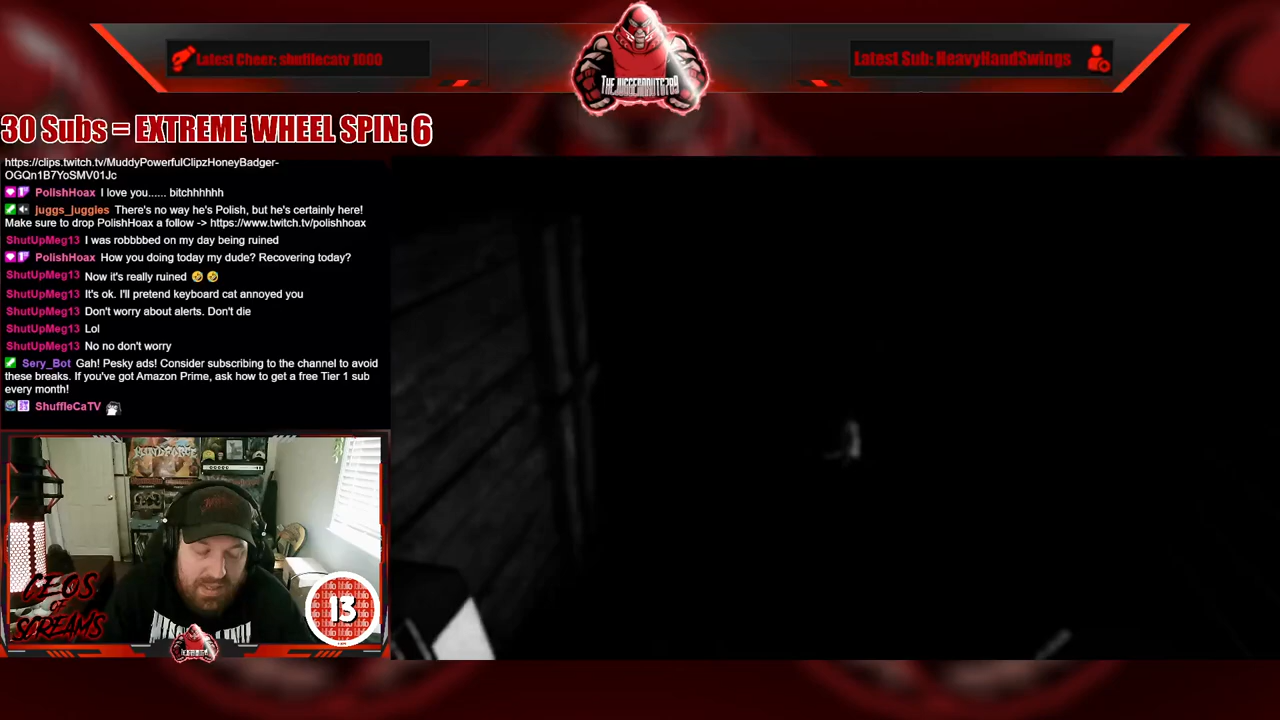 Latest Cheer: shufflecatv 1000
THEJUGGERNAUT6789
Latest Sub: HeavyHandSwings
30 Subs = EXTREME WHEEL SPIN: 6
https://clips.twitch.tv/MuddyPowerfulClipzHoneyBadger-
OGQn1B7YoSMV01Jc
PolishHoax I love you...... bitchhhhhh
juggs_juggles There's no way he's Polish, but he's certainly here!
Make sure to drop PolishHoax a follow -> https://www.twitch.tv/polishhoax
ShutUpMeg13 I was robbbbed on my day being ruined
PolishHoax How you doing today my dude? Recovering today?
ShutUpMeg13 Now it's really ruined 🤣 🤣
ShutUpMeg13 It's ok. I'll pretend keyboard cat annoyed you
ShutUpMeg13 Don't worry about alerts. Don't die
ShutUpMeg13 Lol
ShutUpMeg13 No no don't worry
Sery_Bot Gah! Pesky ads! Consider subscribing to the channel to avoid
these breaks. If you've got Amazon Prime, ask how to get a free Tier 1 sub
every month!
ShuffleCaTV
MINDFORCE
CEOS
OF
SCREAMS
13